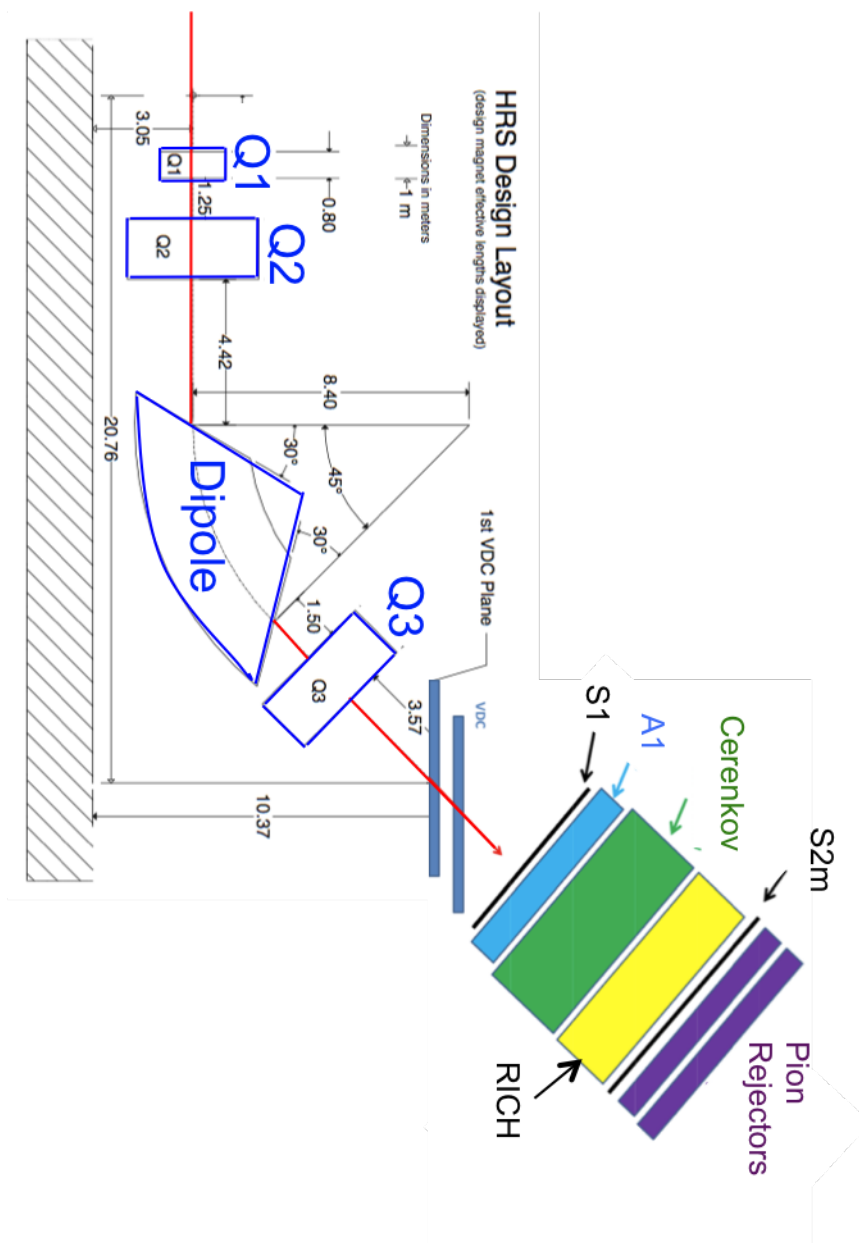 HRS Design Layout
(design magnet effective lengths displayed)
Dimensions in meters
1 m
Q1
Q2
Dipole
Q3
Q1
Q2
Q3
3.05
1.25
0.80
4.42
8.40
30°
45°
30°
1.50
3.57
20.76
10.37
1st VDC Plane
VDC
S1
A1
Cerenkov
S2m
RICH
Pion
Rejectors